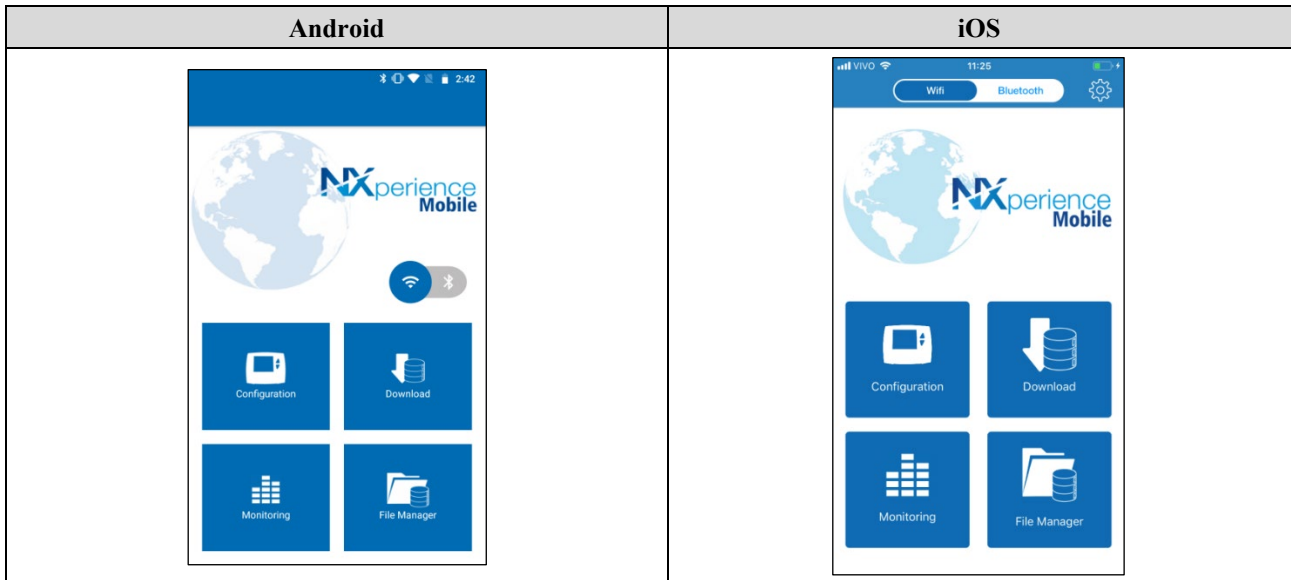 Android
iOS
2:42
NXperience
Mobile
Configuration
Download
Monitoring
File Manager
VIVO
11:25
Wifi
Bluetooth
NXperience
Mobile
Configuration
Download
Monitoring
File Manager